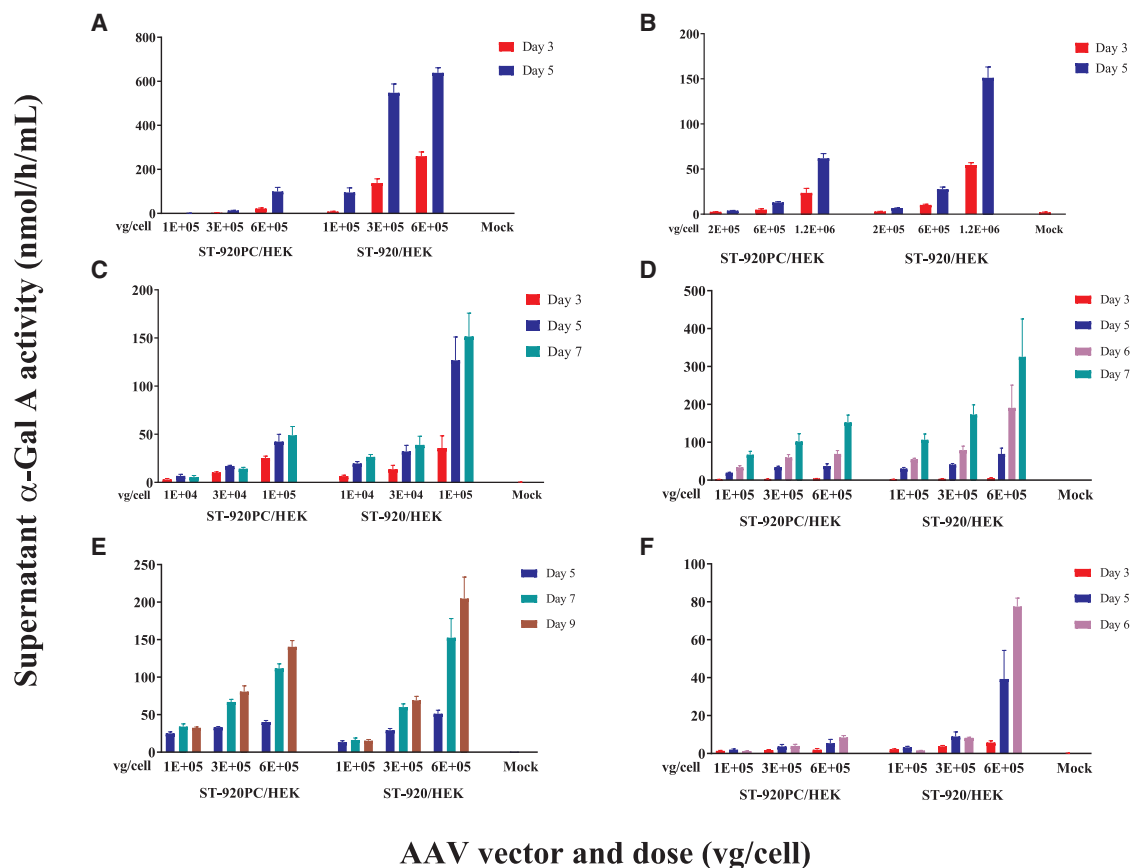 Supernatant α-Gal A activity (nmol/h/mL)
A
800
600
400
200
0
Day 3
Day 5
vg/cell 1E+05 3E+05 6E+05 1E+05 3E+05 6E+05 Mock
ST-920PC/HEK ST-920/HEK
B
200
150
100
50
0
Day 3
Day 5
vg/cell 2E+05 6E+05 1.2E+06 2E+05 6E+05 1.2E+06 Mock
ST-920PC/HEK ST-920/HEK
C
200
150
100
50
0
Day 3
Day 5
Day 7
vg/cell 1E+04 3E+04 1E+05 1E+04 3E+04 1E+05 Mock
ST-920PC/HEK ST-920/HEK
D
500
400
300
200
100
0
Day 3
Day 5
Day 6
Day 7
vg/cell 1E+05 3E+05 6E+05 1E+05 3E+05 6E+05 Mock
ST-920PC/HEK ST-920/HEK
E
250
200
150
100
50
0
Day 5
Day 7
Day 9
vg/cell 1E+05 3E+05 6E+05 1E+05 3E+05 6E+05 Mock
ST-920PC/HEK ST-920/HEK
F
100
80
60
40
20
0
Day 3
Day 5
Day 6
vg/cell 1E+05 3E+05 6E+05 1E+05 3E+05 6E+05 Mock
ST-920PC/HEK ST-920/HEK
AAV vector and dose (vg/cell)